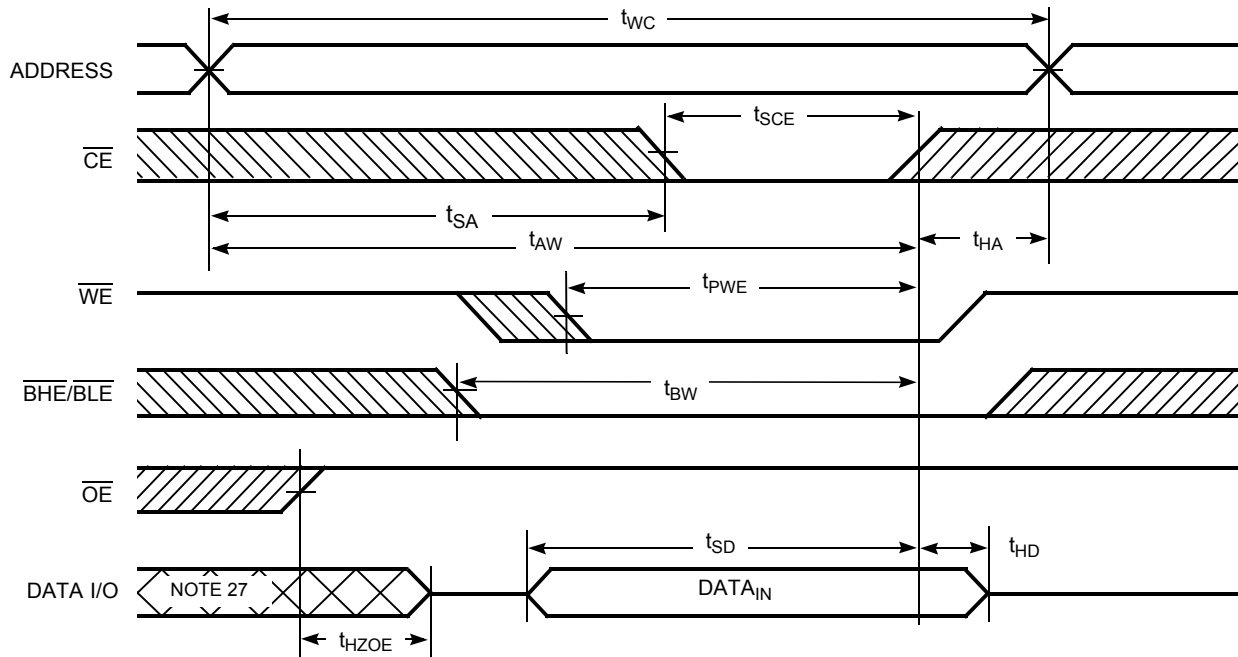 tWC
ADDRESS
tSCE
CE
tSA
tAW
tHA
WE
tPWE
BHE/BLE
tBW
OE
tSD
tHD
DATA I/O
NOTE 27
DATAIN
tHZOE